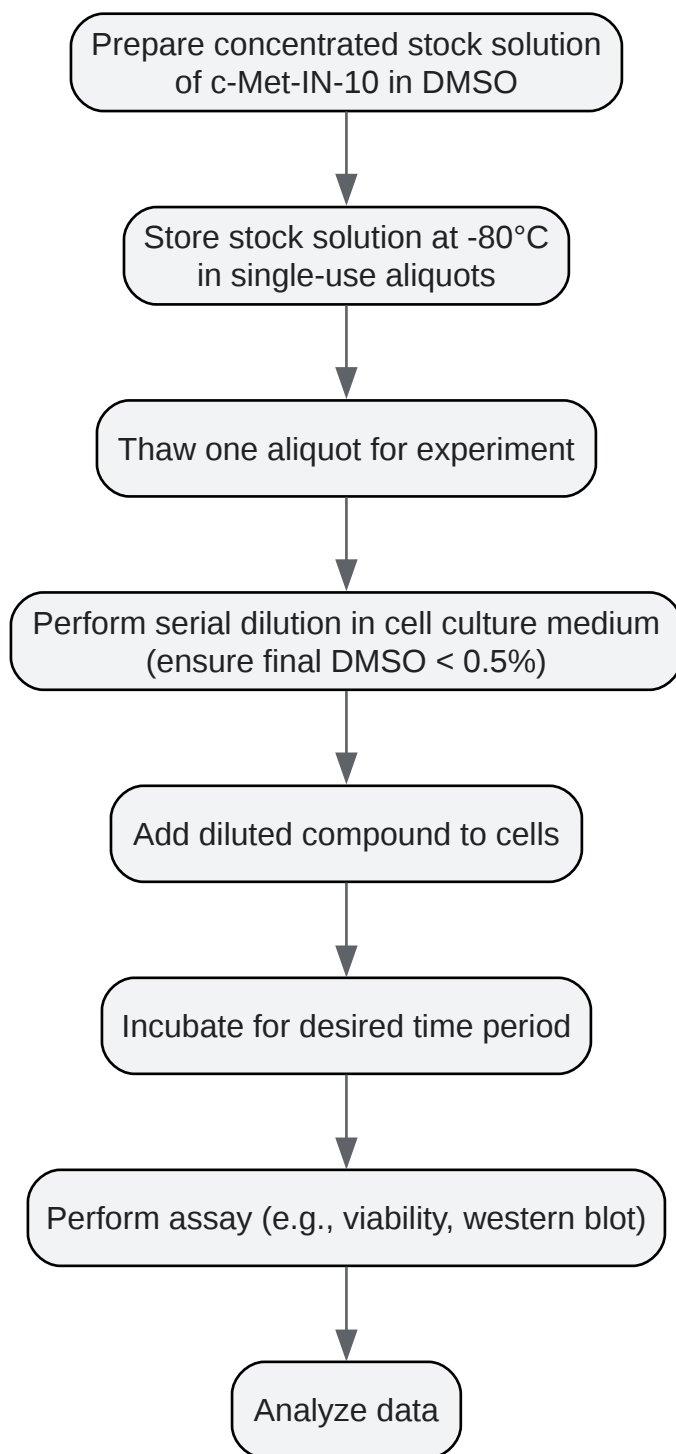 Prepare concentrated stock solution
of c-Met-IN-10 in DMSO
Store stock solution at -80°C
in single-use aliquots
Thaw one aliquot for experiment
Perform serial dilution in cell culture medium
(ensure final DMSO < 0.5%)
Add diluted compound to cells
Incubate for desired time period
Perform assay (e.g., viability, western blot)
Analyze data